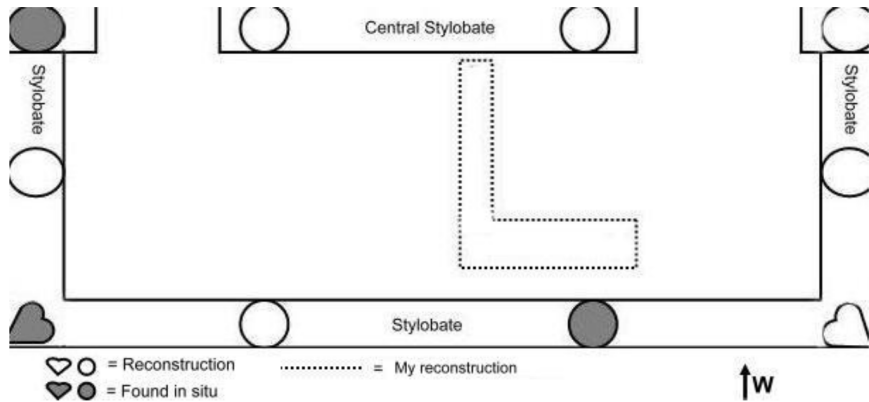 Central Stylobate
Stylobate
Stylobate
Stylobate
= Reconstruction
= My reconstruction
= Found in situ
W